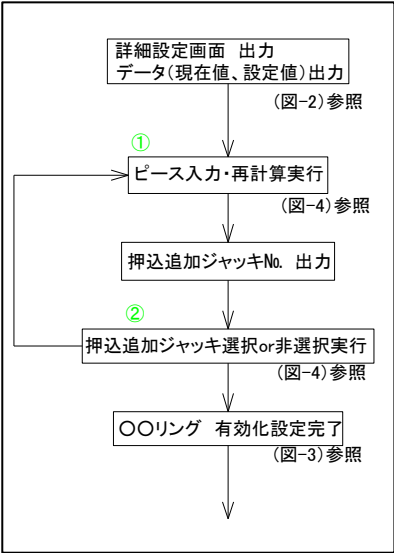 詳細設定画面 出力
データ(現在値、設定値)出力
(図-2)参照
①
ピース入力・再計算実行
(図-4)参照
押込追加ジャッキ№ 出力
②
押込追加ジャッキ選択or非選択実行
(図-4)参照
〇〇リング 有効化設定完了
(図-3)参照